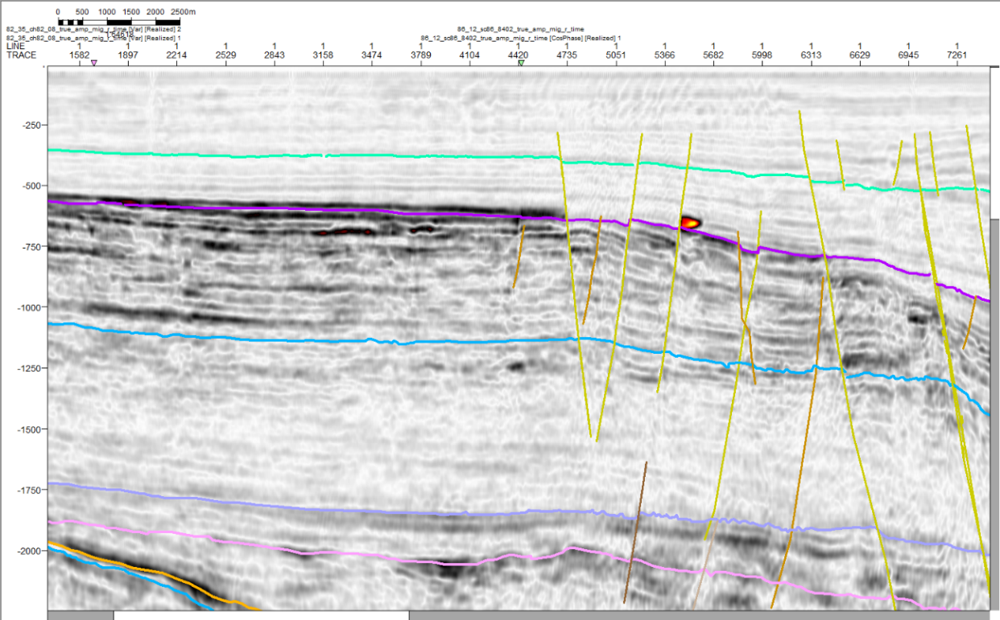 0 500 1000 1500 2000 2500m
82_35_ch82_08_true_amp_mig_r_time [Var] [Realized] 2
86_12_sc86_8402_true_amp_mig_r_time
82_35_ch82_08_true_amp_mig_r_time [Var] [Realized] 1
86_12_sc86_8402_true_amp_mig_r_time [CosPhase] [Realized] 1
LINE 1 1 1 1 1 1 1 1 1 1 1 1 1 1 1 1 1 1 1
TRACE 1582 1897 2214 2529 2843 3158 3474 3789 4104 4420 4735 5051 5366 5682 5998 6313 6629 6945 7261
-250
-500
-750
-1000
-1250
-1500
-1750
-2000